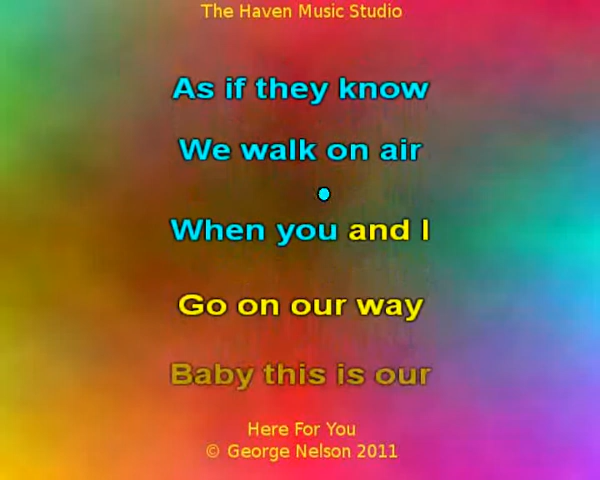 The Haven Music Studio
As if they know
We walk on air
When you and I
Go on our way
Baby this is our
Here For You
© George Nelson 2011